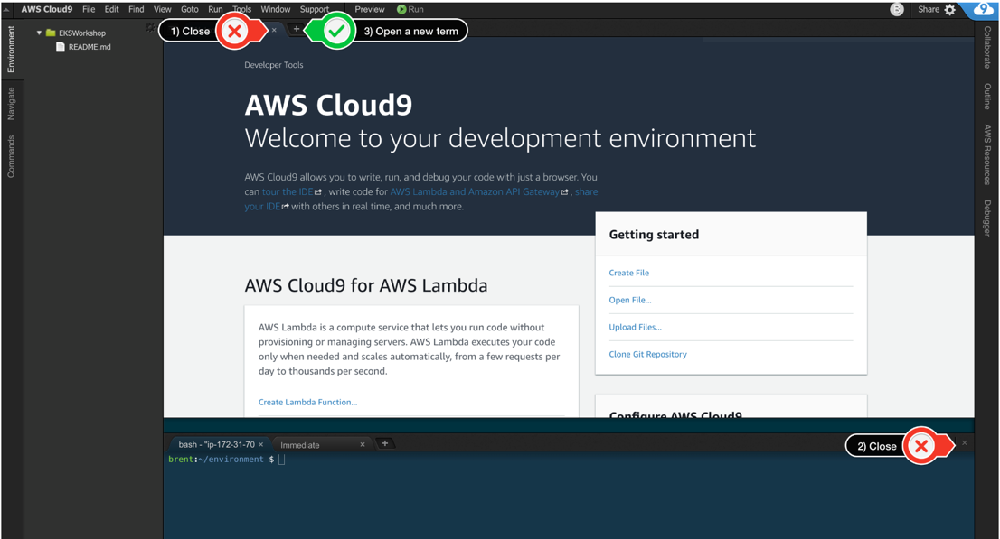 AWS Cloud9 File Edit Find View Goto Run Tools Window Support Preview Run
B Share 9
1) Close
3) Open a new term
Environment
Navigate
Commands
EKSWorkshop
README.md
Developer Tools
AWS Cloud9
Welcome to your development environment
AWS Cloud9 allows you to write, run, and debug your code with just a browser. You
can tour the IDE, write code for AWS Lambda and Amazon API Gateway, share
your IDE with others in real time, and much more.
Getting started
Create File
Open File...
Upload Files...
Clone Git Repository
AWS Cloud9 for AWS Lambda
AWS Lambda is a compute service that lets you run code without
provisioning or managing servers. AWS Lambda executes your code
only when needed and scales automatically, from a few requests per
day to thousands per second.
Create Lambda Function...
Configure AWS Cloud9
Collaborate
Outline
AWS Resources
Debugger
bash - "ip-172-31-70
Immediate
2) Close
brent:~/environment $